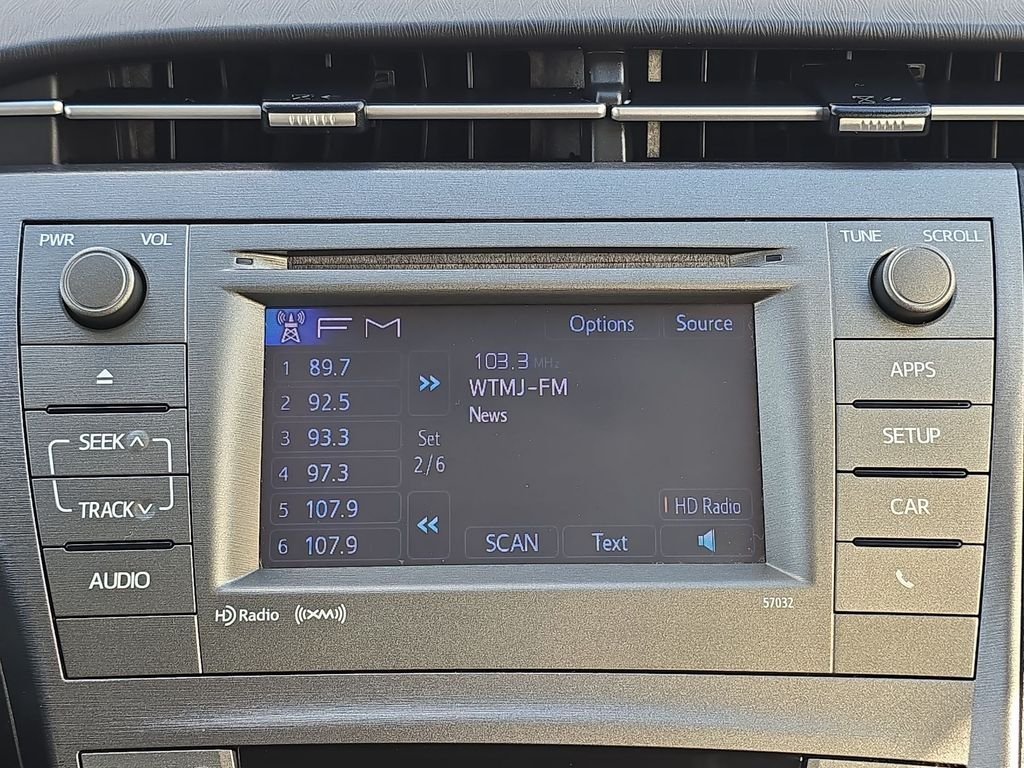 PWR VOL
TUNE SCROLL
FM
Options Source
1 89.7
103.3 MHz
WTMJ-FM
News
2 92.5
3 93.3
Set
2/6
4 97.3
5 107.9
HD Radio
6 107.9
SCAN Text
SEEK
TRACK
AUDIO
APPS
SETUP
CAR
HD Radio ((XM))
57032